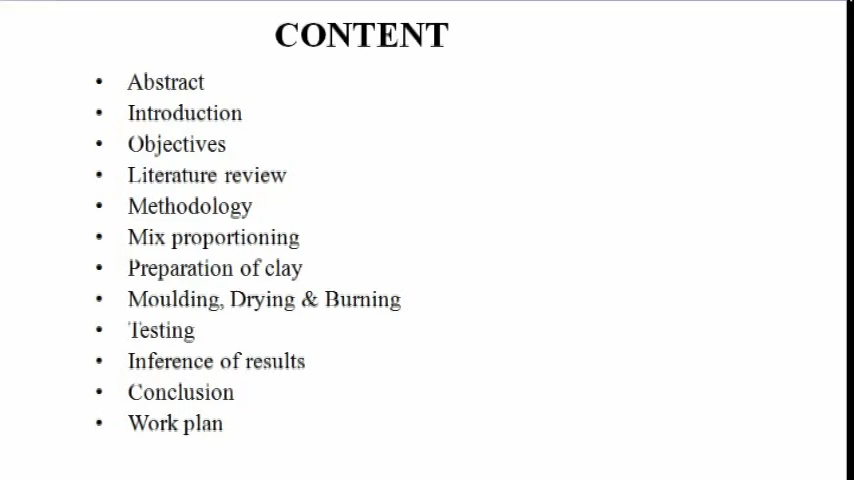 CONTENT
• Abstract
• Introduction
• Objectives
• Literature review
• Methodology
• Mix proportioning
• Preparation of clay
• Moulding, Drying & Burning
• Testing
• Inference of results
• Conclusion
• Work plan